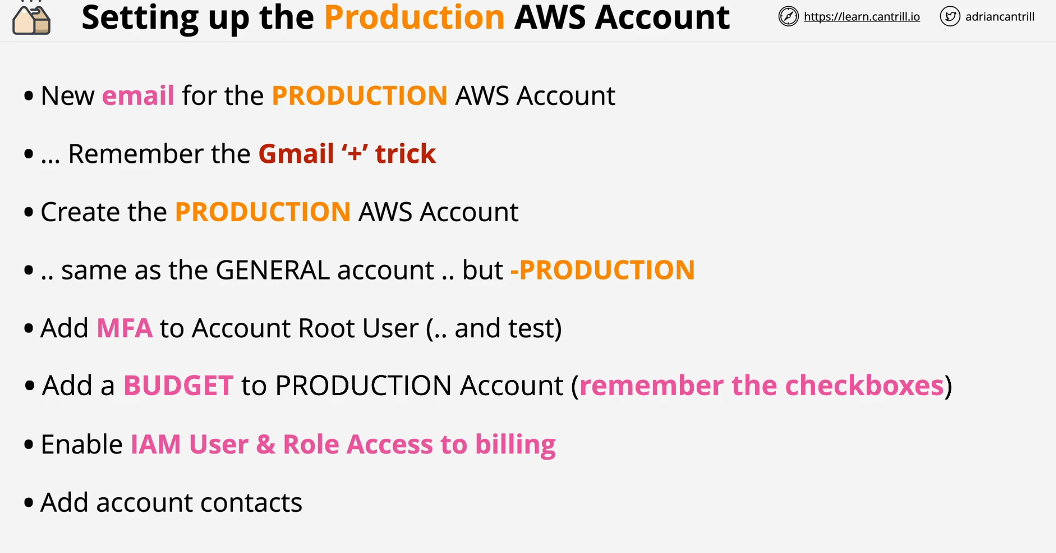 Setting up the Production AWS Account
https://learn.cantrill.io
adriancantrill
• New email for the PRODUCTION AWS Account
• ... Remember the Gmail ‘+’ trick
• Create the PRODUCTION AWS Account
• .. same as the GENERAL account .. but -PRODUCTION
• Add MFA to Account Root User (.. and test)
• Add a BUDGET to PRODUCTION Account (remember the checkboxes)
• Enable IAM User & Role Access to billing
• Add account contacts